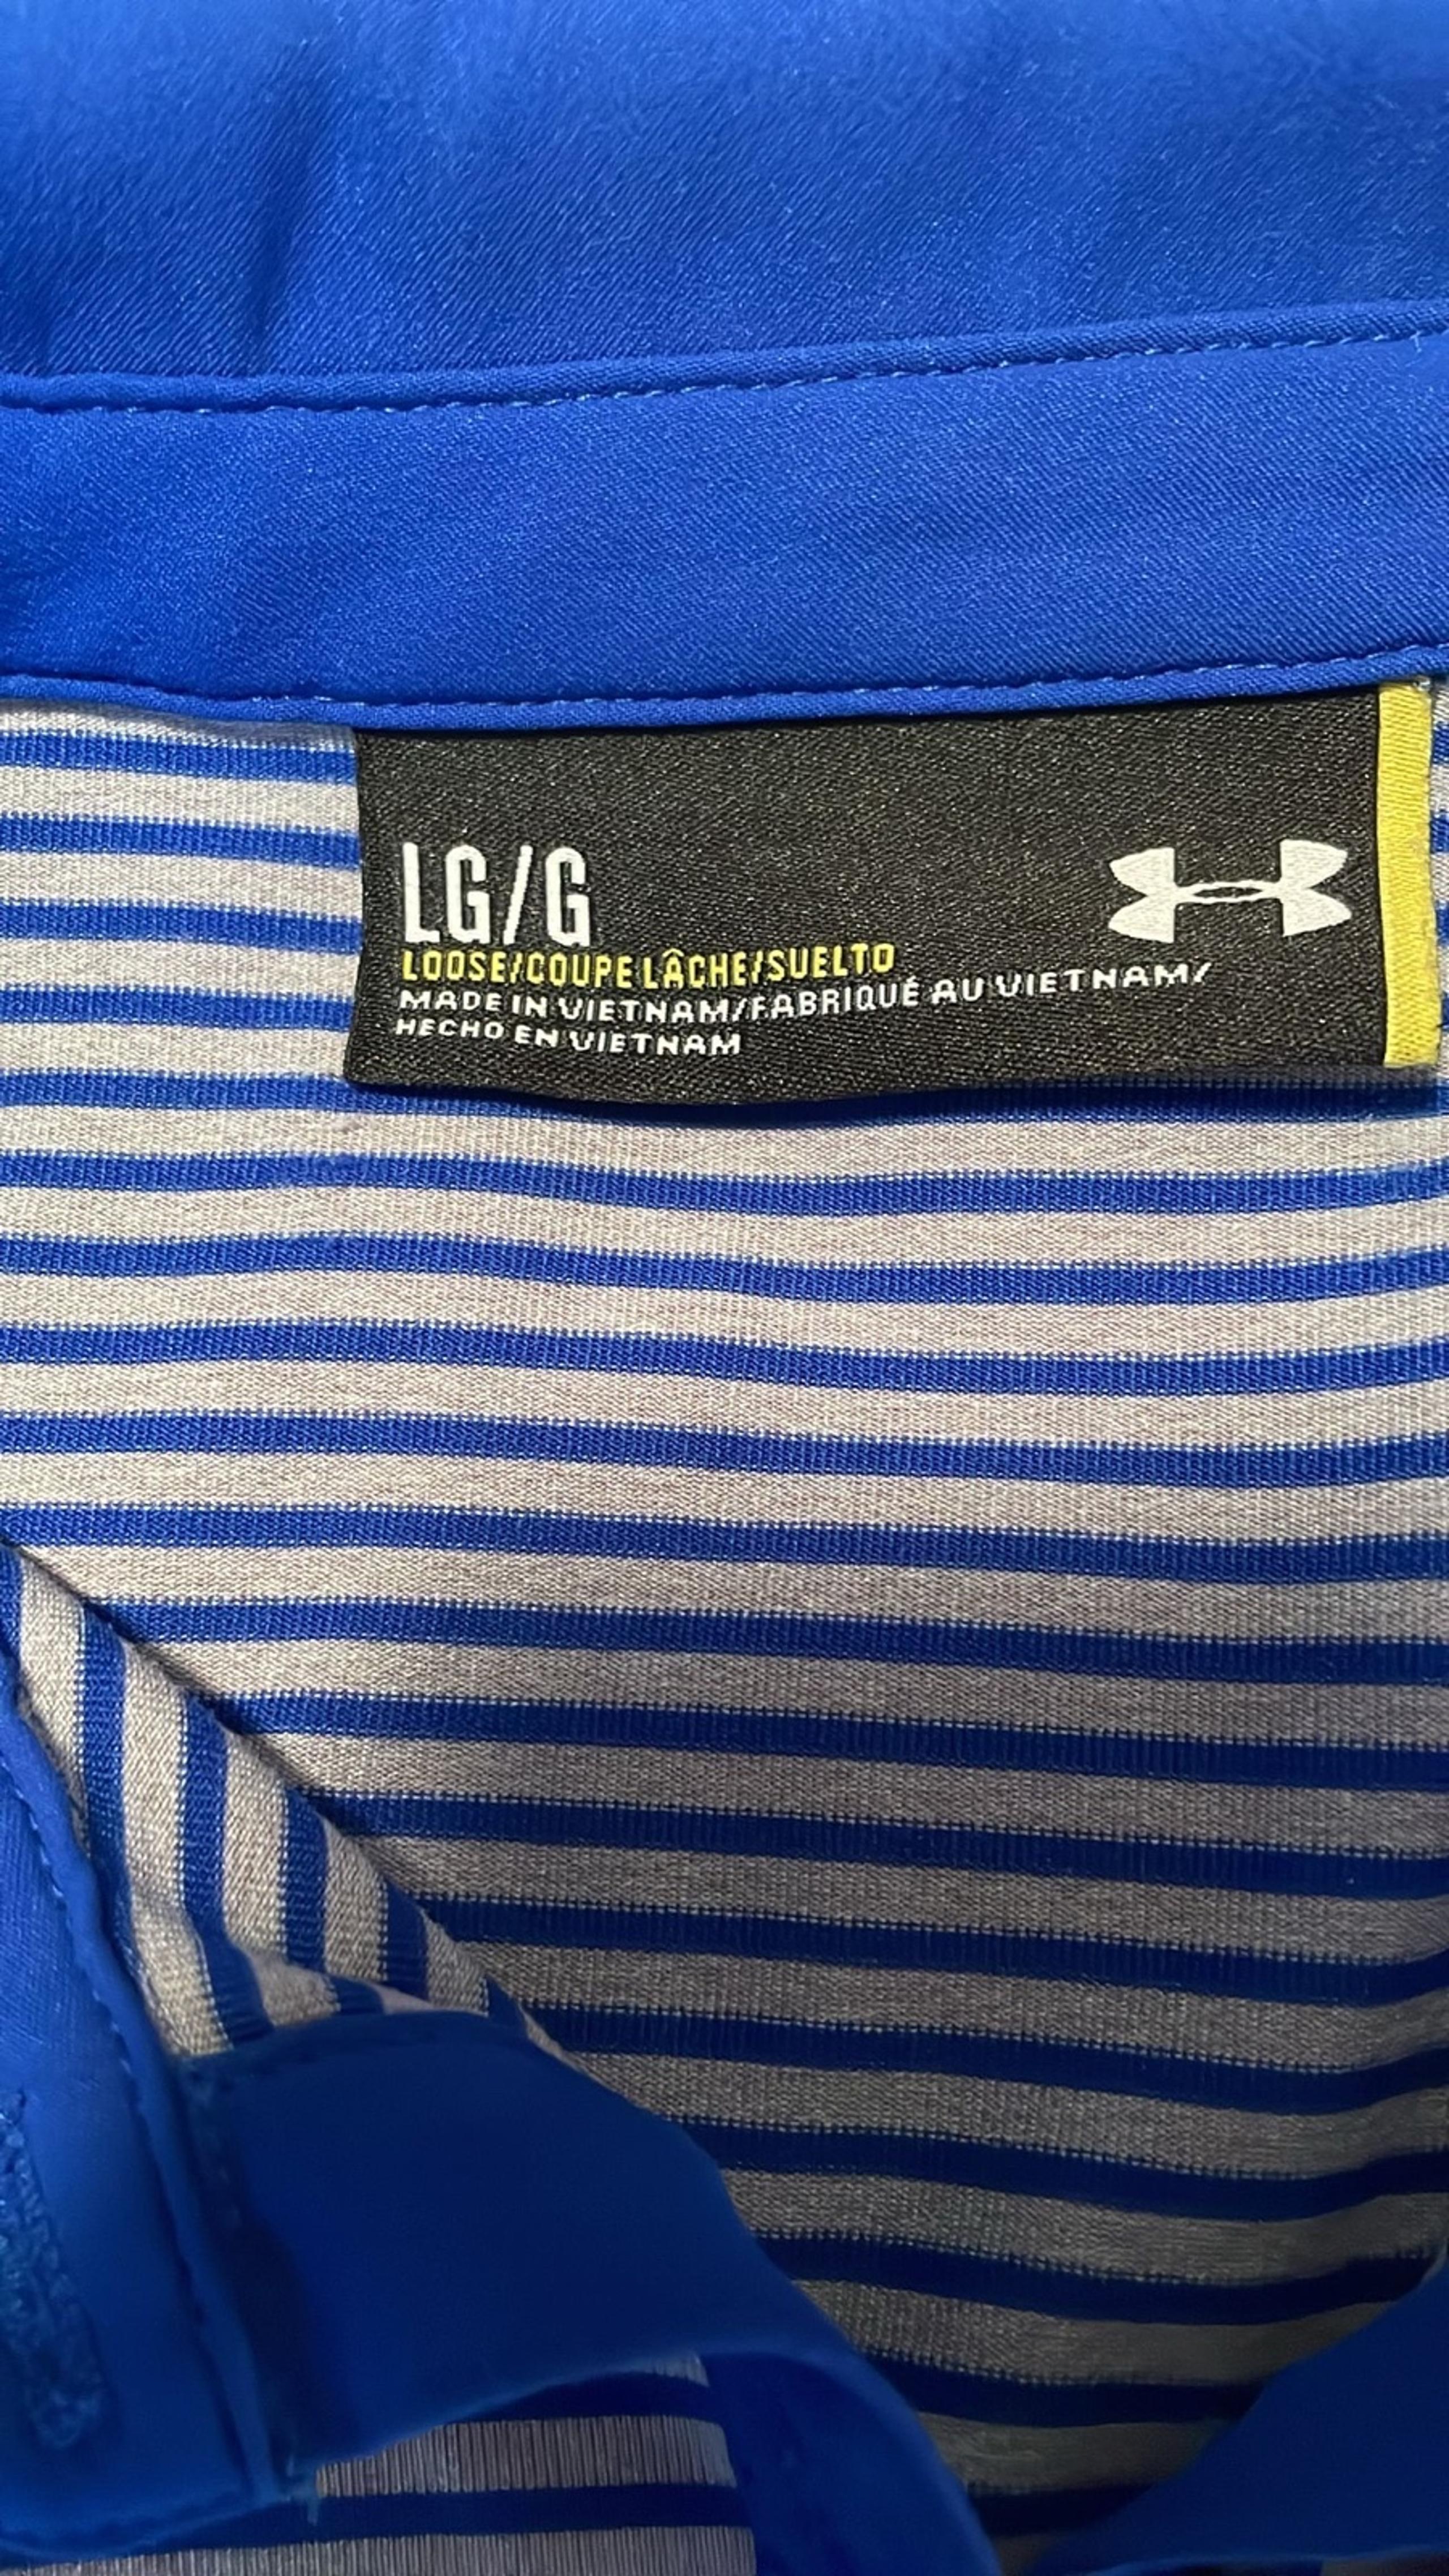 LG/G
LOOSE/COUPE LÂCHE/SUELTO
MADE IN VIETNAM/FABRIQUÉ AU VIETNAM/
HECHO EN VIETNAM